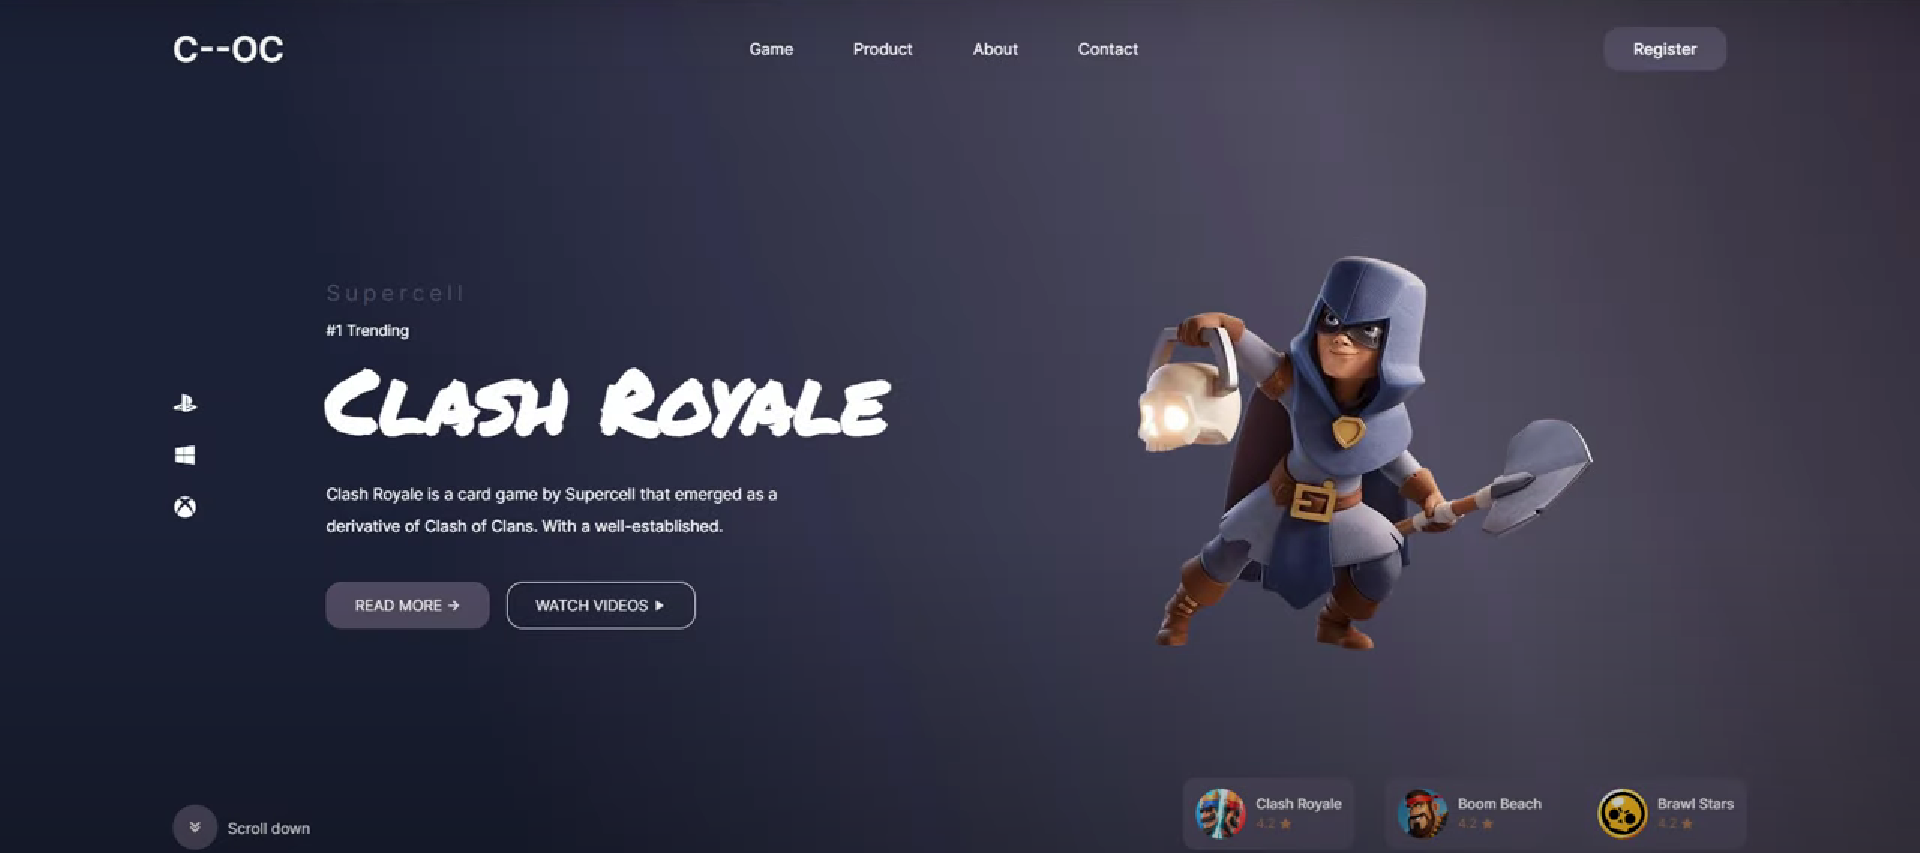 C--OC
Game
Product
About
Contact
Register
Supercell
#1 Trending
CLASH ROYALE
Clash Royale is a card game by Supercell that emerged as a
derivative of Clash of Clans. With a well-established.
READ MORE →
WATCH VIDEOS
Scroll down
Clash Royale
4.2 ★
Boom Beach
4.2 ★
Brawl Stars
4.2 ★